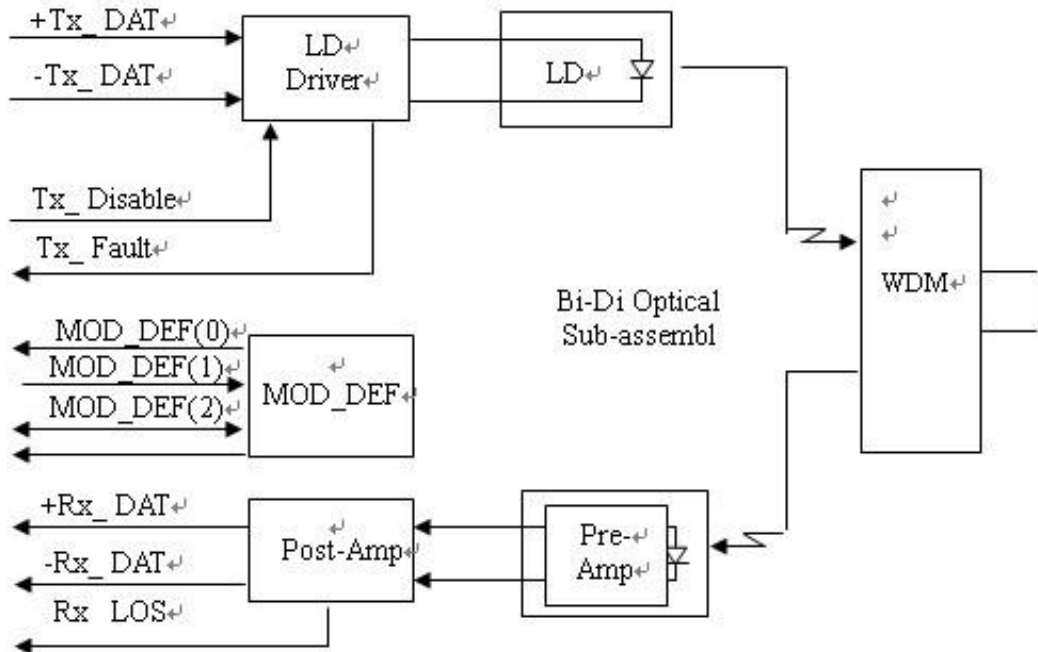 +Tx_ DAT↵
LD↵
Driver↵
-Tx_ DAT↵
LD↵
Tx_ Disable↵
Tx_ Fault↵
↵
↵
WDM↵
Bi-Di Optical
Sub-assembl
MOD_DEF(0)↵
MOD_DEF(1)↵
MOD_DEF(2)↵
↵
MOD_DEF↵
+Rx_ DAT↵
-Rx_ DAT↵
Rx LOS↵
↵
Post-Amp↵
Pre-↵
Amp↵